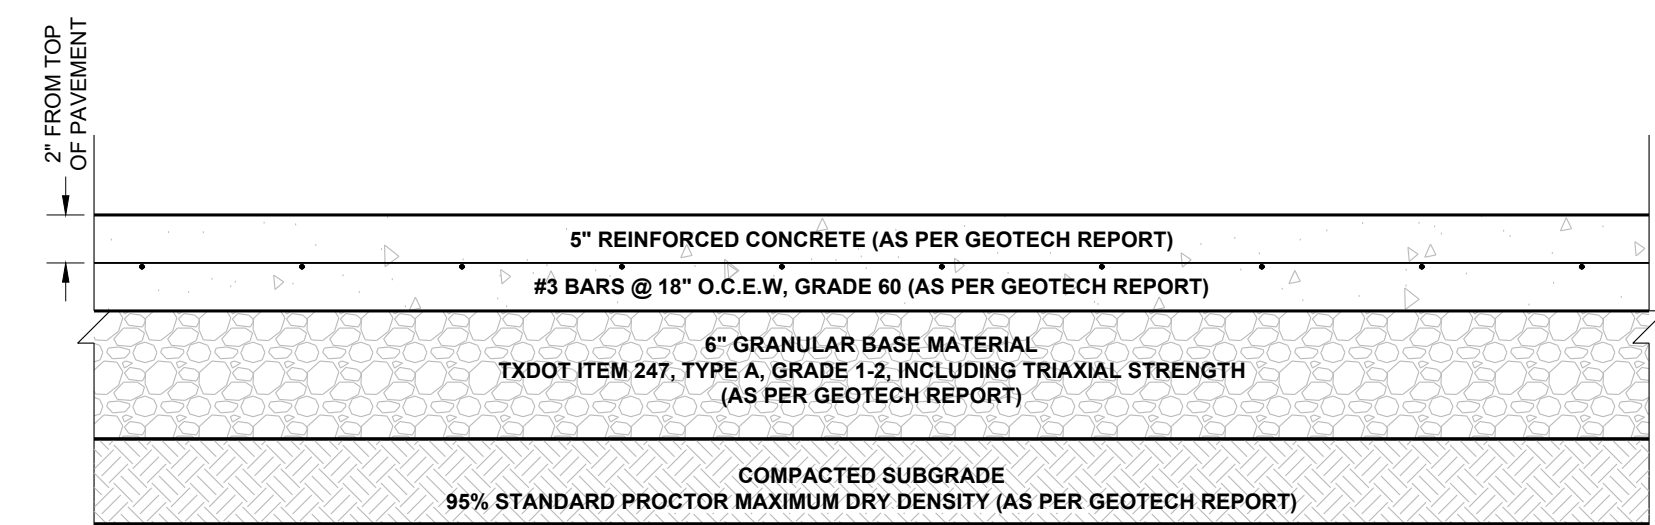 2" FROM TOP
OF PAVEMENT
5" REINFORCED CONCRETE (AS PER GEOTECH REPORT)
#3 BARS @ 18" O.C.E.W, GRADE 60 (AS PER GEOTECH REPORT)
6" GRANULAR BASE MATERIAL
TXDOT ITEM 247, TYPE A, GRADE 1-2, INCLUDING TRIAXIAL STRENGTH
(AS PER GEOTECH REPORT)
COMPACTED SUBGRADE
95% STANDARD PROCTOR MAXIMUM DRY DENSITY (AS PER GEOTECH REPORT)